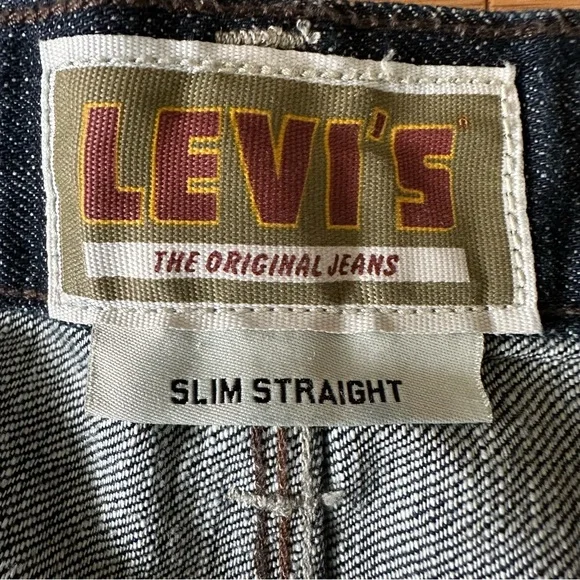 LEVI'S
THE ORIGINAL JEANS
SLIM STRAIGHT